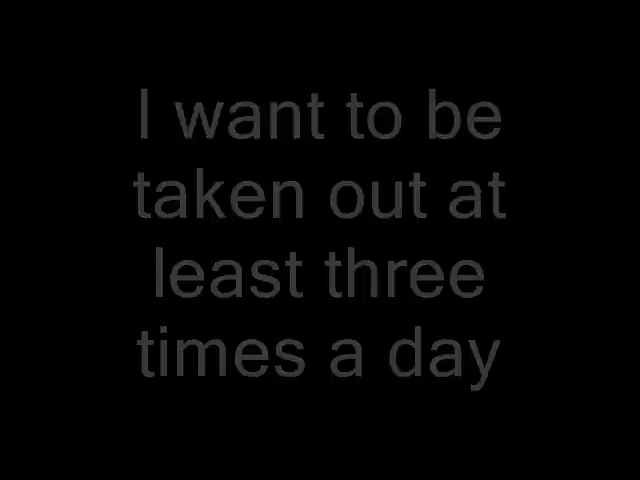 I want to be
taken out at
least three
times a day